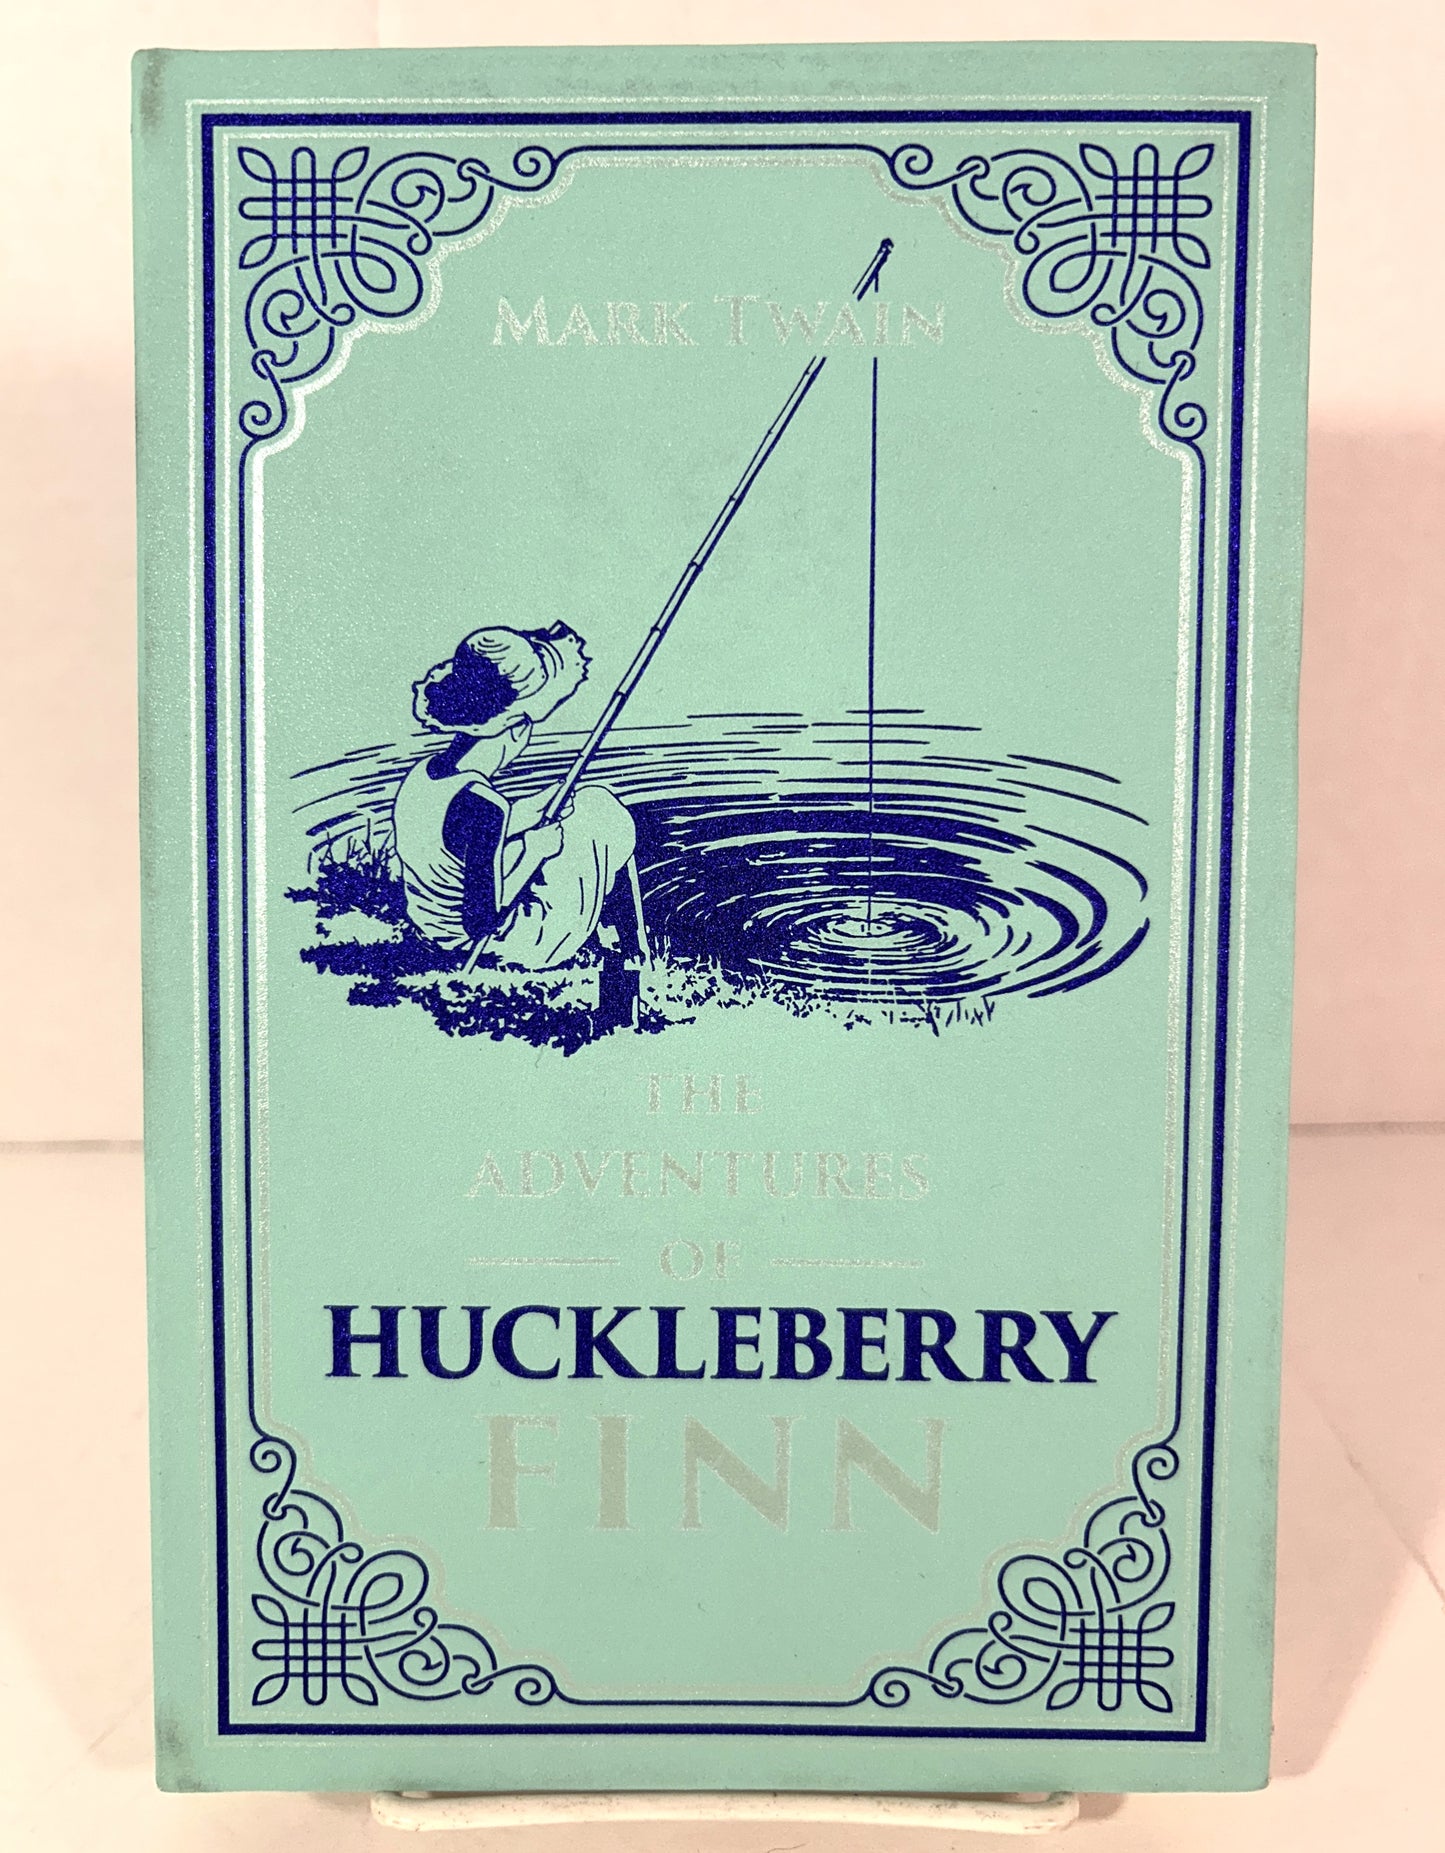 MARK TWAIN
THE
ADVENTURES
OF
HUCKLEBERRY
FINN